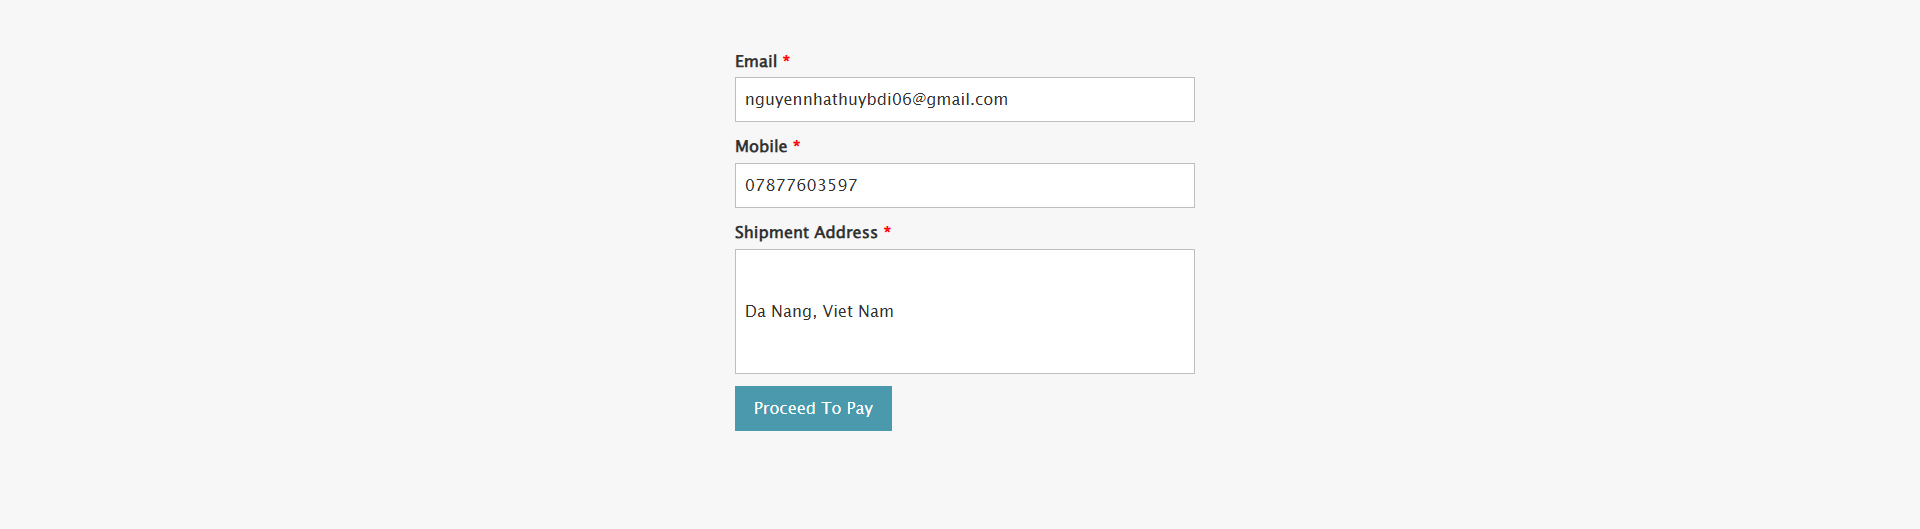 Email *
nguyennhathuybdi06@gmail.com
Mobile *
07877603597
Shipment Address *
Da Nang, Viet Nam
Proceed To Pay